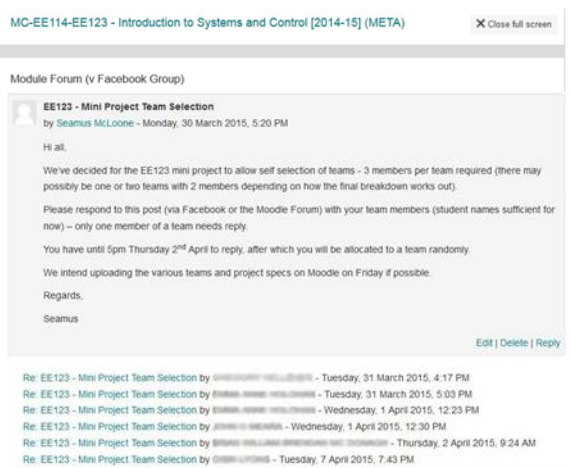 MC-EE114-EE123 - Introduction to Systems and Control [2014-15] (META)
X Close full screen
Module Forum (v Facebook Group)
EE123 - Mini Project Team Selection
by Seamus McLoone - Monday, 30 March 2015, 5:20 PM
Hi all,
We've decided for the EE123 mini project to allow self selection of teams - 3 members per team required (there may
possibly be one or two teams with 2 members depending on how the final breakdown works out).
Please respond to this post (via Facebook or the Moodle Forum) with your team members (student names sufficient for
now) – only one member of a team needs reply.
You have until 5pm Thursday 2nd April to reply, after which you will be allocated to a team randomly.
We intend uploading the various teams and project specs on Moodle on Friday if possible.
Regards,
Seamus
Edit | Delete | Reply
Re: EE123 - Mini Project Team Selection by - Tuesday, 31 March 2015, 4:17 PM
Re: EE123 - Mini Project Team Selection by - Tuesday, 31 March 2015, 5:03 PM
Re: EE123 - Mini Project Team Selection by - Wednesday, 1 April 2015, 12:23 PM
Re: EE123 - Mini Project Team Selection by - Wednesday, 1 April 2015, 12:30 PM
Re: EE123 - Mini Project Team Selection by - Thursday, 2 April 2015, 9:24 AM
Re: EE123 - Mini Project Team Selection by - Tuesday, 7 April 2015, 7:43 PM